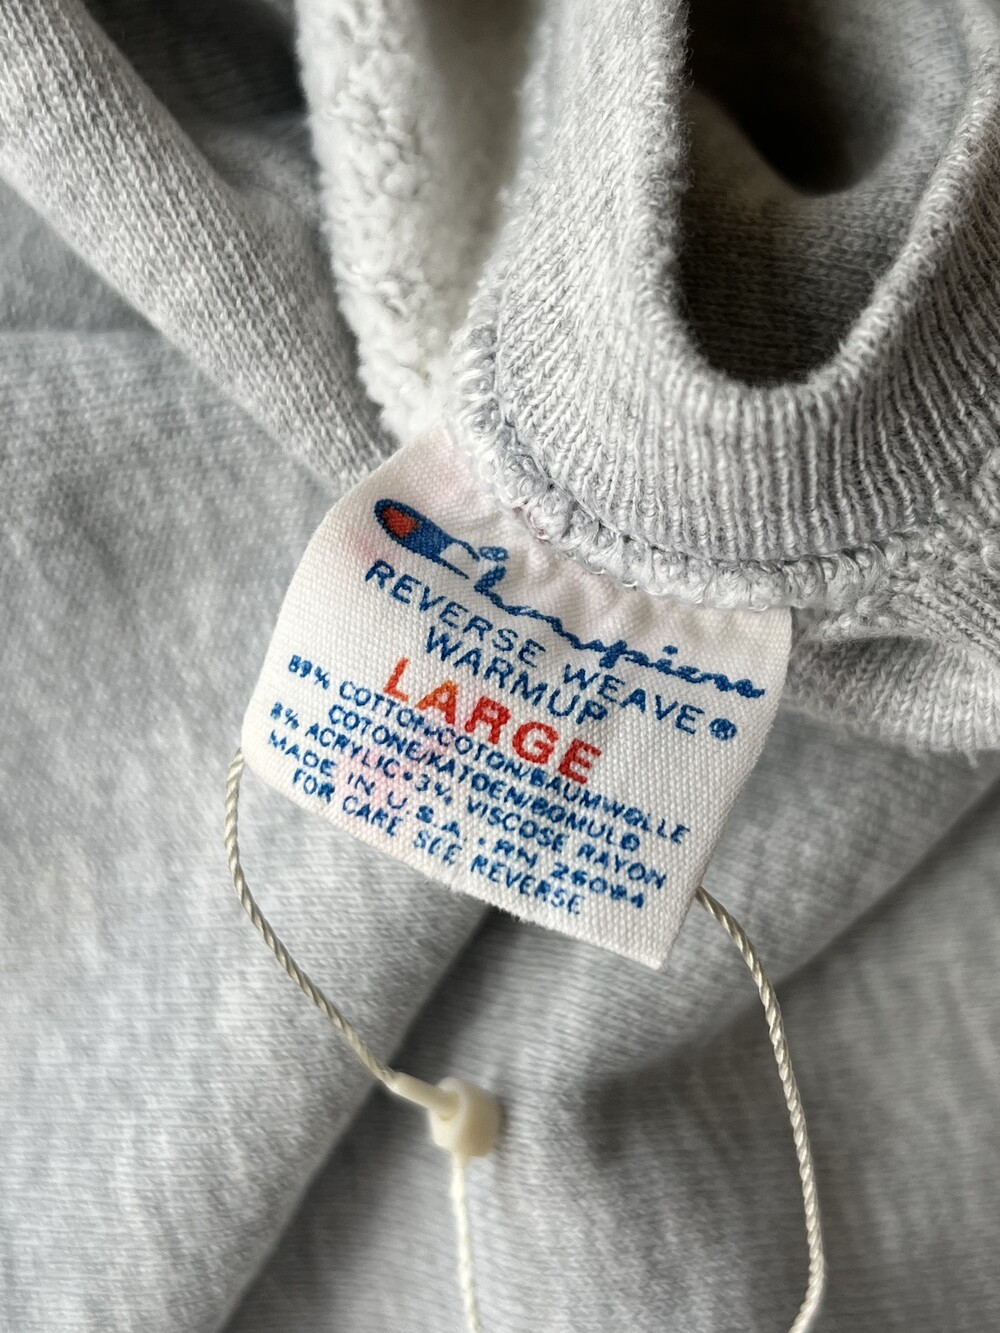 Champion®
REVERSE WEAVE®
WARMUP
LARGE
89% COTTON•COTON/BAUMWOLLE
COTONE/KATOEN/BOMULD
8% ACRYLIC•3% VISCOSE RAYON
MADE IN U.S.A. • RN 26094
FOR CARE SEE REVERSE